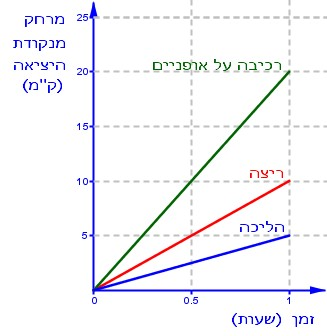 מרחק
מנקודת
היציאה
(ק"מ)
25
20
15
10
5
רכיבה על אופניים
ריצה
הליכה
0
0.5
1
זמן (שעות)